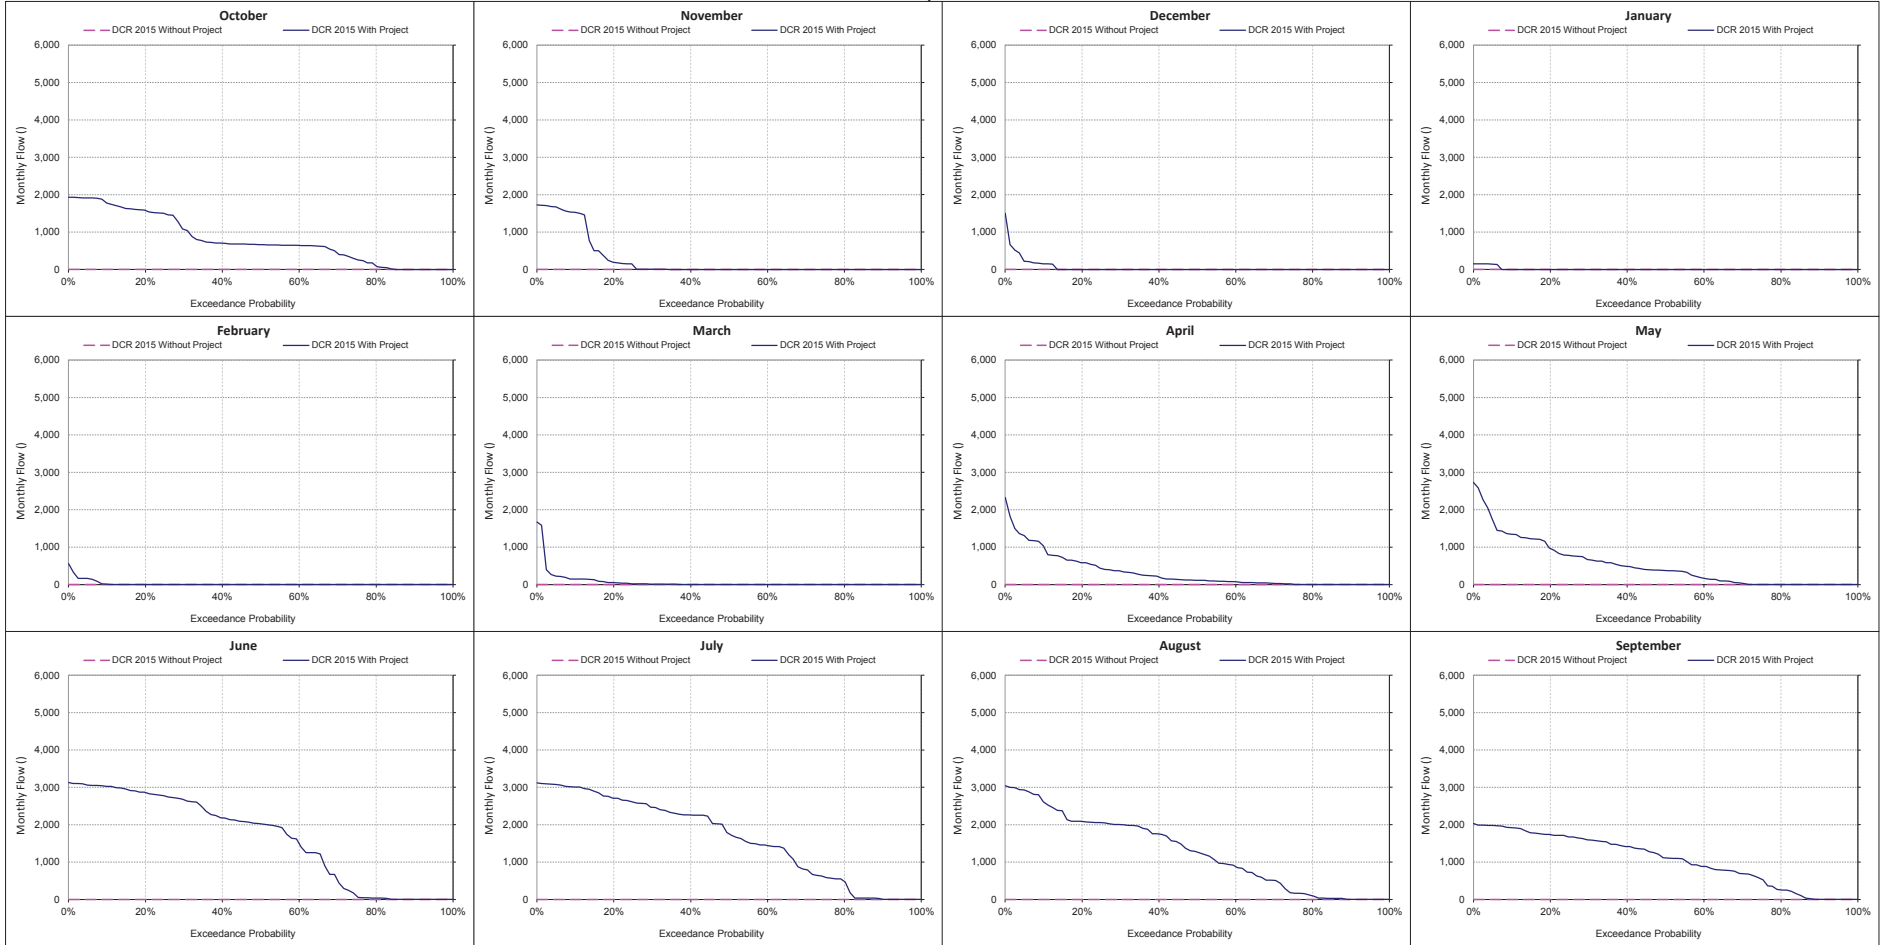 October
DCR 2015 Without Project DCR 2015 With Project
6,000
5,000
4,000
3,000
2,000
1,000
0
Monthly Flow ()
0% 20% 40% 60% 80% 100%
Exceedance Probability
November
DCR 2015 Without Project DCR 2015 With Project
6,000
5,000
4,000
3,000
2,000
1,000
0
Monthly Flow ()
0% 20% 40% 60% 80% 100%
Exceedance Probability
December
DCR 2015 Without Project DCR 2015 With Project
6,000
5,000
4,000
3,000
2,000
1,000
0
Monthly Flow ()
0% 20% 40% 60% 80% 100%
Exceedance Probability
January
DCR 2015 Without Project DCR 2015 With Project
6,000
5,000
4,000
3,000
2,000
1,000
0
Monthly Flow ()
0% 20% 40% 60% 80% 100%
Exceedance Probability
February
DCR 2015 Without Project DCR 2015 With Project
6,000
5,000
4,000
3,000
2,000
1,000
0
Monthly Flow ()
0% 20% 40% 60% 80% 100%
Exceedance Probability
March
DCR 2015 Without Project DCR 2015 With Project
6,000
5,000
4,000
3,000
2,000
1,000
0
Monthly Flow ()
0% 20% 40% 60% 80% 100%
Exceedance Probability
April
DCR 2015 Without Project DCR 2015 With Project
6,000
5,000
4,000
3,000
2,000
1,000
0
Monthly Flow ()
0% 20% 40% 60% 80% 100%
Exceedance Probability
May
DCR 2015 Without Project DCR 2015 With Project
6,000
5,000
4,000
3,000
2,000
1,000
0
Monthly Flow ()
0% 20% 40% 60% 80% 100%
Exceedance Probability
June
DCR 2015 Without Project DCR 2015 With Project
6,000
5,000
4,000
3,000
2,000
1,000
0
Monthly Flow ()
0% 20% 40% 60% 80% 100%
Exceedance Probability
July
DCR 2015 Without Project DCR 2015 With Project
6,000
5,000
4,000
3,000
2,000
1,000
0
Monthly Flow ()
0% 20% 40% 60% 80% 100%
Exceedance Probability
August
DCR 2015 Without Project DCR 2015 With Project
6,000
5,000
4,000
3,000
2,000
1,000
0
Monthly Flow ()
0% 20% 40% 60% 80% 100%
Exceedance Probability
September
DCR 2015 Without Project DCR 2015 With Project
6,000
5,000
4,000
3,000
2,000
1,000
0
Monthly Flow ()
0% 20% 40% 60% 80% 100%
Exceedance Probability